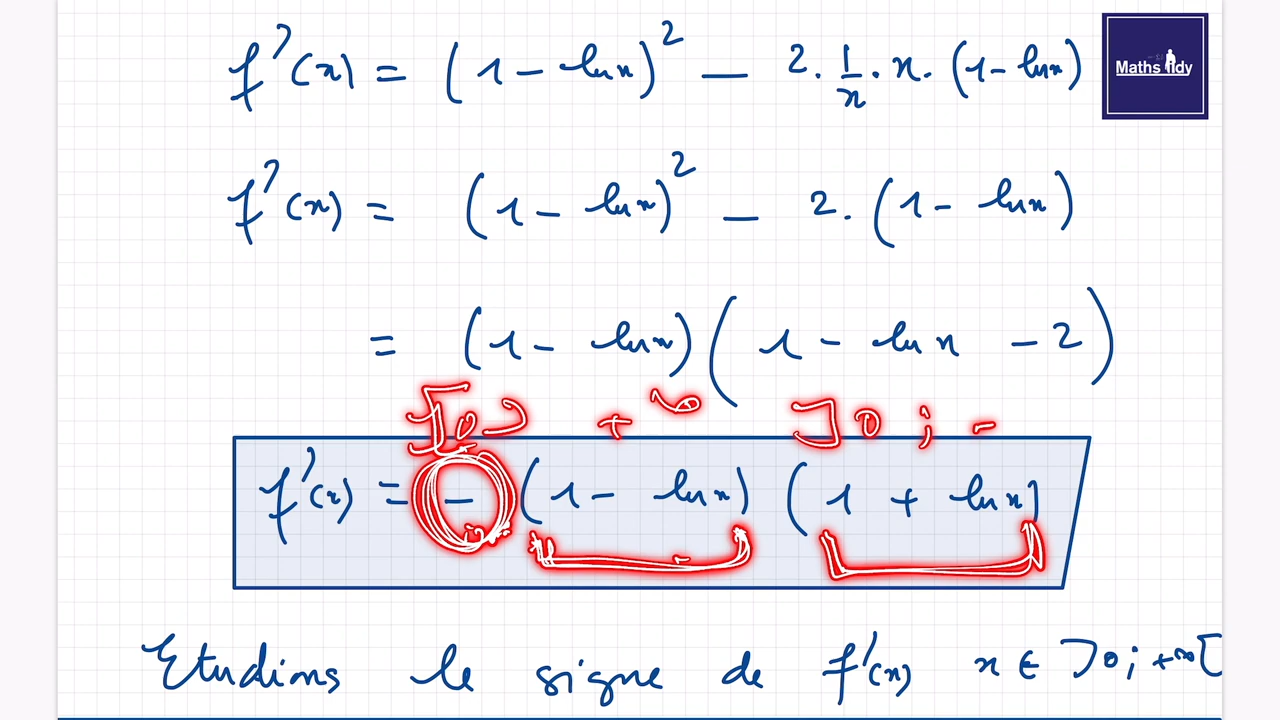 f'(x) = (1 - ln x)² - 2 · 1/x · x · (1 - ln x)
Maths Idy
f'(x) = (1 - ln x)² - 2 · (1 - ln x)
= (1 - ln x)(1 - ln x - 2)
+ ∞ ]0 ; -
f'(x) = - (1 - ln x) (1 + ln x)
Etudions le signe de f'(x) x ∈ ]0 ; +∞[